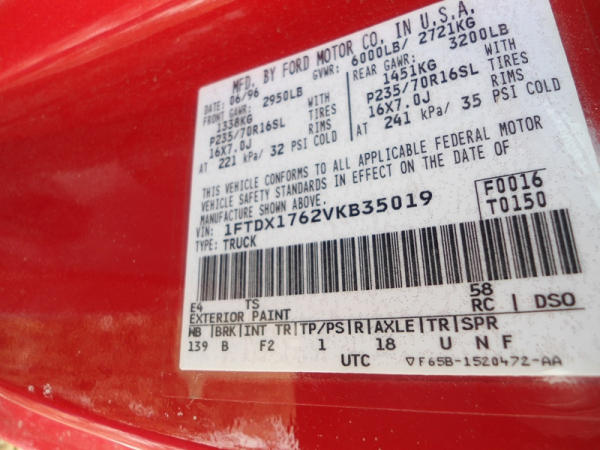 MFD. BY FORD MOTOR CO. IN U.S.A.
DATE: 06/96 GVWR: 6000LB/ 2721KG
FRONT GAWR: 2950LB REAR GAWR: 3200LB
1338KG WITH 1451KG WITH
P235/70R16SL TIRES P235/70R16SL TIRES
16X7.0J RIMS 16X7.0J RIMS
AT 221 kPa/ 32 PSI COLD AT 241 kPa/ 35 PSI COLD
THIS VEHICLE CONFORMS TO ALL APPLICABLE FEDERAL MOTOR
VEHICLE SAFETY STANDARDS IN EFFECT ON THE DATE OF
MANUFACTURE SHOWN ABOVE.
VIN: 1FTDX1762VKB35019 F0016
TYPE: TRUCK T0150
E4 TS 58
EXTERIOR PAINT RC DSO
WB BRK INT TR TP/PS R AXLE TR SPR
139 B F2 1 18 U N F
UTC ▽F65B-1520472-AA